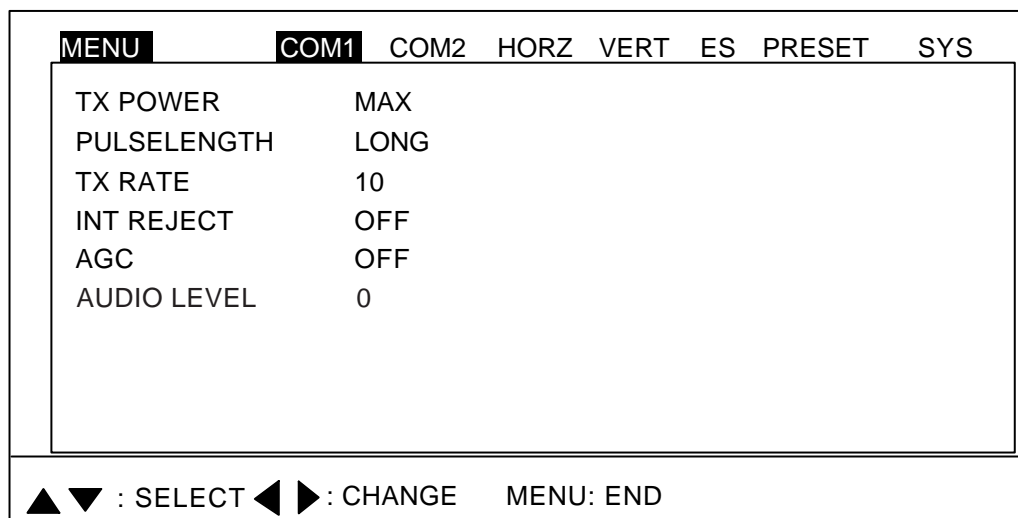 MENU COM1 COM2 HORZ VERT ES PRESET SYS
TX POWER MAX
PULSELENGTH LONG
TX RATE 10
INT REJECT OFF
AGC OFF
AUDIO LEVEL 0
▲ ▼ : SELECT ◀ ▶ : CHANGE MENU: END